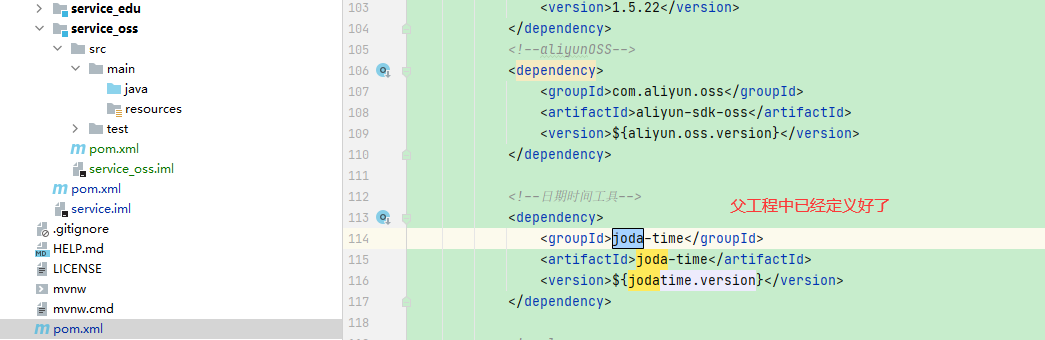 service_edu
service_oss
src
main
java
resources
test
pom.xml
service_oss.iml
pom.xml
service.iml
.gitignore
HELP.md
LICENSE
mvnw
mvnw.cmd
pom.xml
103 <version>1.5.22</version>
104 </dependency>
105 <!--aliyunOSS-->
106 <dependency>
107 <groupId>com.aliyun.oss</groupId>
108 <artifactId>aliyun-sdk-oss</artifactId>
109 <version>${aliyun.oss.version}</version>
110 </dependency>
111
112 <!--日期时间工具-->
113 <dependency>
父工程中已经定义好了
114 <groupId>joda-time</groupId>
115 <artifactId>joda-time</artifactId>
116 <version>${jodatime.version}</version>
117 </dependency>
118